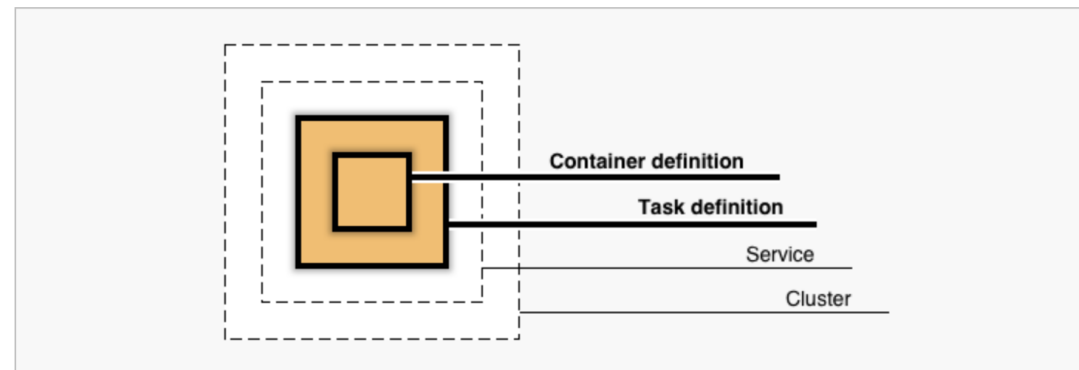 Container definition
Task definition
Service
Cluster